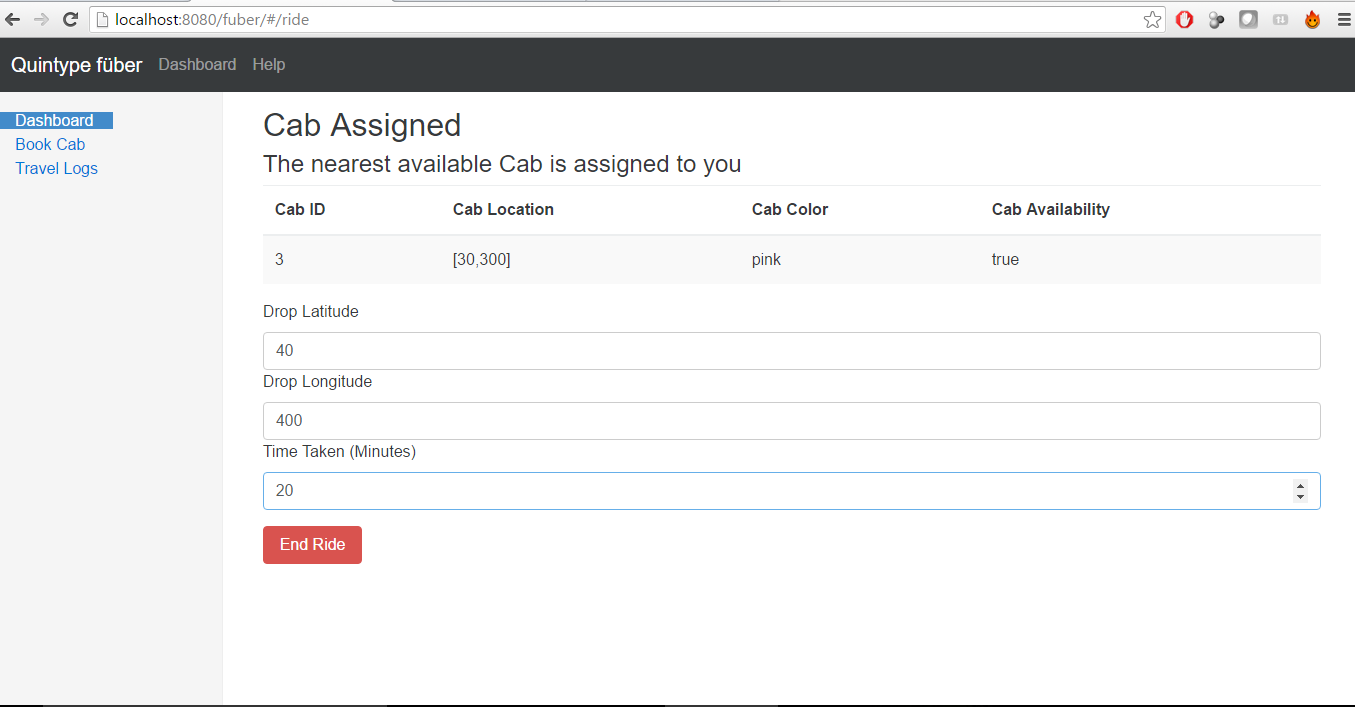 localhost:8080/fuber/#/ride
Quintype füber Dashboard Help
Dashboard
Book Cab
Travel Logs
Cab Assigned
The nearest available Cab is assigned to you
Cab ID Cab Location Cab Color Cab Availability
3 [30,300] pink true
Drop Latitude
40
Drop Longitude
400
Time Taken (Minutes)
20
End Ride